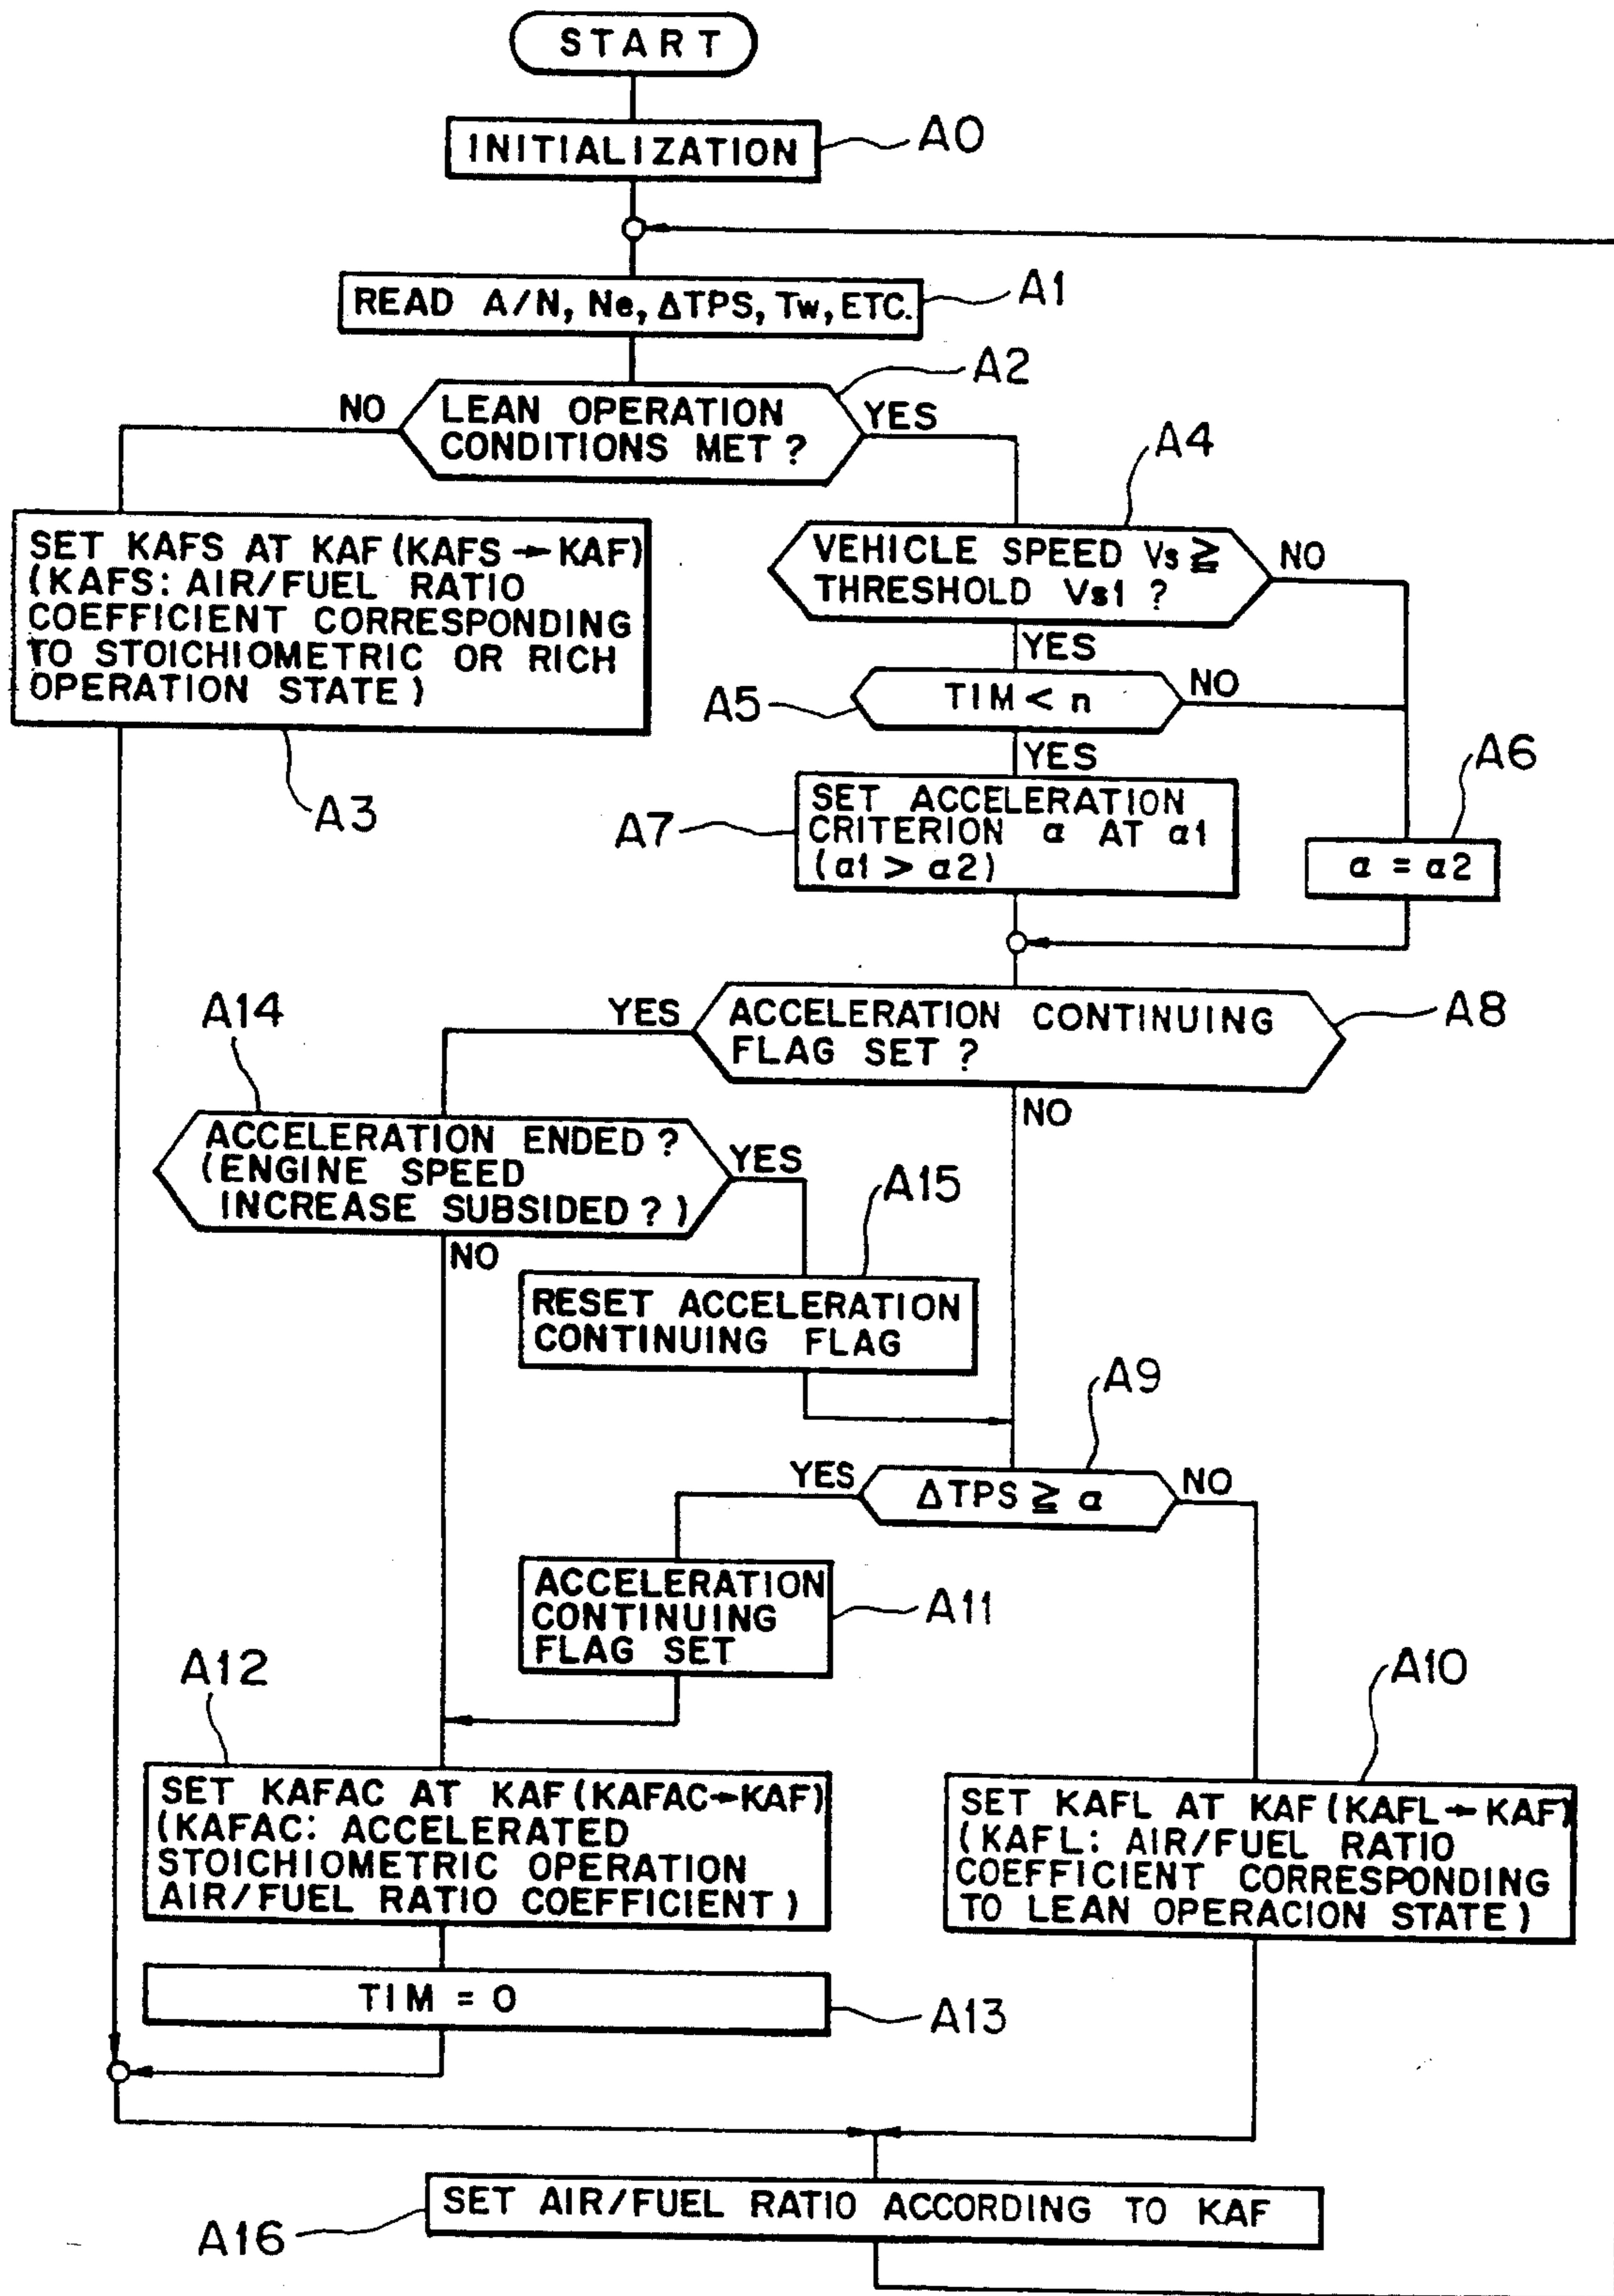 START
INITIALIZATION
A0
READ A/N, Ne, ΔTPS, Tw, ETC.
A1
A2
NO
LEAN OPERATION
CONDITIONS MET ?
YES
A4
SET KAFS AT KAF (KAFS → KAF)
(KAFS: AIR/FUEL RATIO
COEFFICIENT CORRESPONDING
TO STOICHIOMETRIC OR RICH
OPERATION STATE)
A3
VEHICLE SPEED Vs ≧
THRESHOLD Vs1 ?
NO
YES
A5
TIM < n
NO
YES
A6
A7
SET ACCELERATION
CRITERION α AT α1
(α1 > α2)
α = α2
A14
YES
ACCELERATION CONTINUING
FLAG SET ?
A8
NO
ACCELERATION ENDED ?
(ENGINE SPEED
INCREASE SUBSIDED ? )
YES
A15
NO
RESET ACCELERATION
CONTINUING FLAG
A9
YES
ΔTPS ≧ α
NO
ACCELERATION
CONTINUING
FLAG SET
A11
A12
A10
SET KAFAC AT KAF (KAFAC→KAF)
(KAFAC: ACCELERATED
STOICHIOMETRIC OPERATION
AIR/FUEL RATIO COEFFICIENT)
SET KAFL AT KAF (KAFL → KAF)
(KAFL: AIR/FUEL RATIO
COEFFICIENT CORRESPONDING
TO LEAN OPERACION STATE)
TIM = 0
A13
SET AIR/FUEL RATIO ACCORDING TO KAF
A16